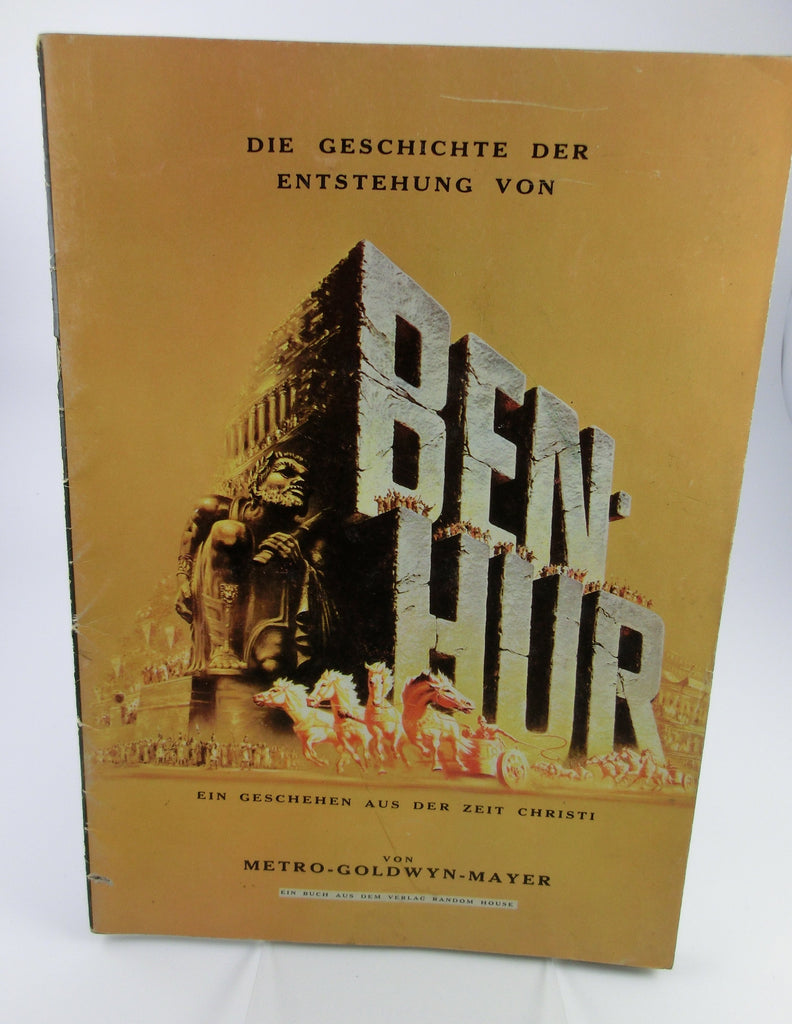 DIE GESCHICHTE DER
ENTSTEHUNG VON
BEN-
HUR
EIN GESCHEHEN AUS DER ZEIT CHRISTI
VON
METRO-GOLDWYN-MAYER
EIN BUCH AUS DEM VERLAG RANDOM HOUSE